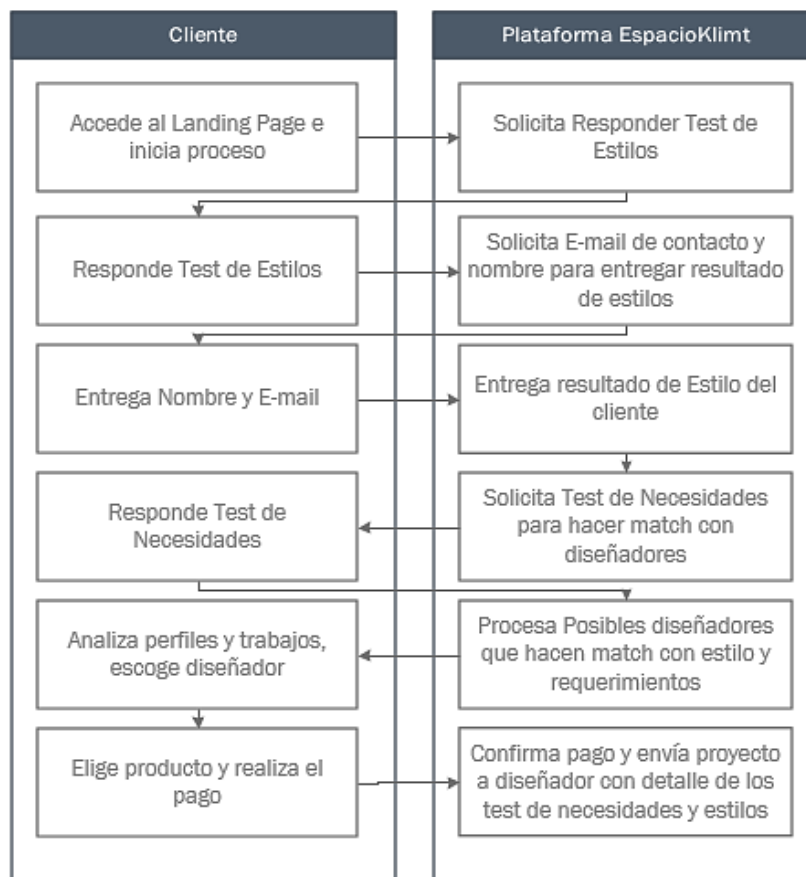 Cliente
Plataforma EspacioKlimt
Accede al Landing Page e
inicia proceso
Solicita Responder Test de
Estilos
Responde Test de Estilos
Solicita E-mail de contacto y
nombre para entregar resultado
de estilos
Entrega Nombre y E-mail
Entrega resultado de Estilo del
cliente
Responde Test de
Necesidades
Solicita Test de Necesidades
para hacer match con
diseñadores
Analiza perfiles y trabajos,
escoge diseñador
Procesa Posibles diseñadores
que hacen match con estilo y
requerimientos
Elige producto y realiza el
pago
Confirma pago y envía proyecto
a diseñador con detalle de los
test de necesidades y estilos